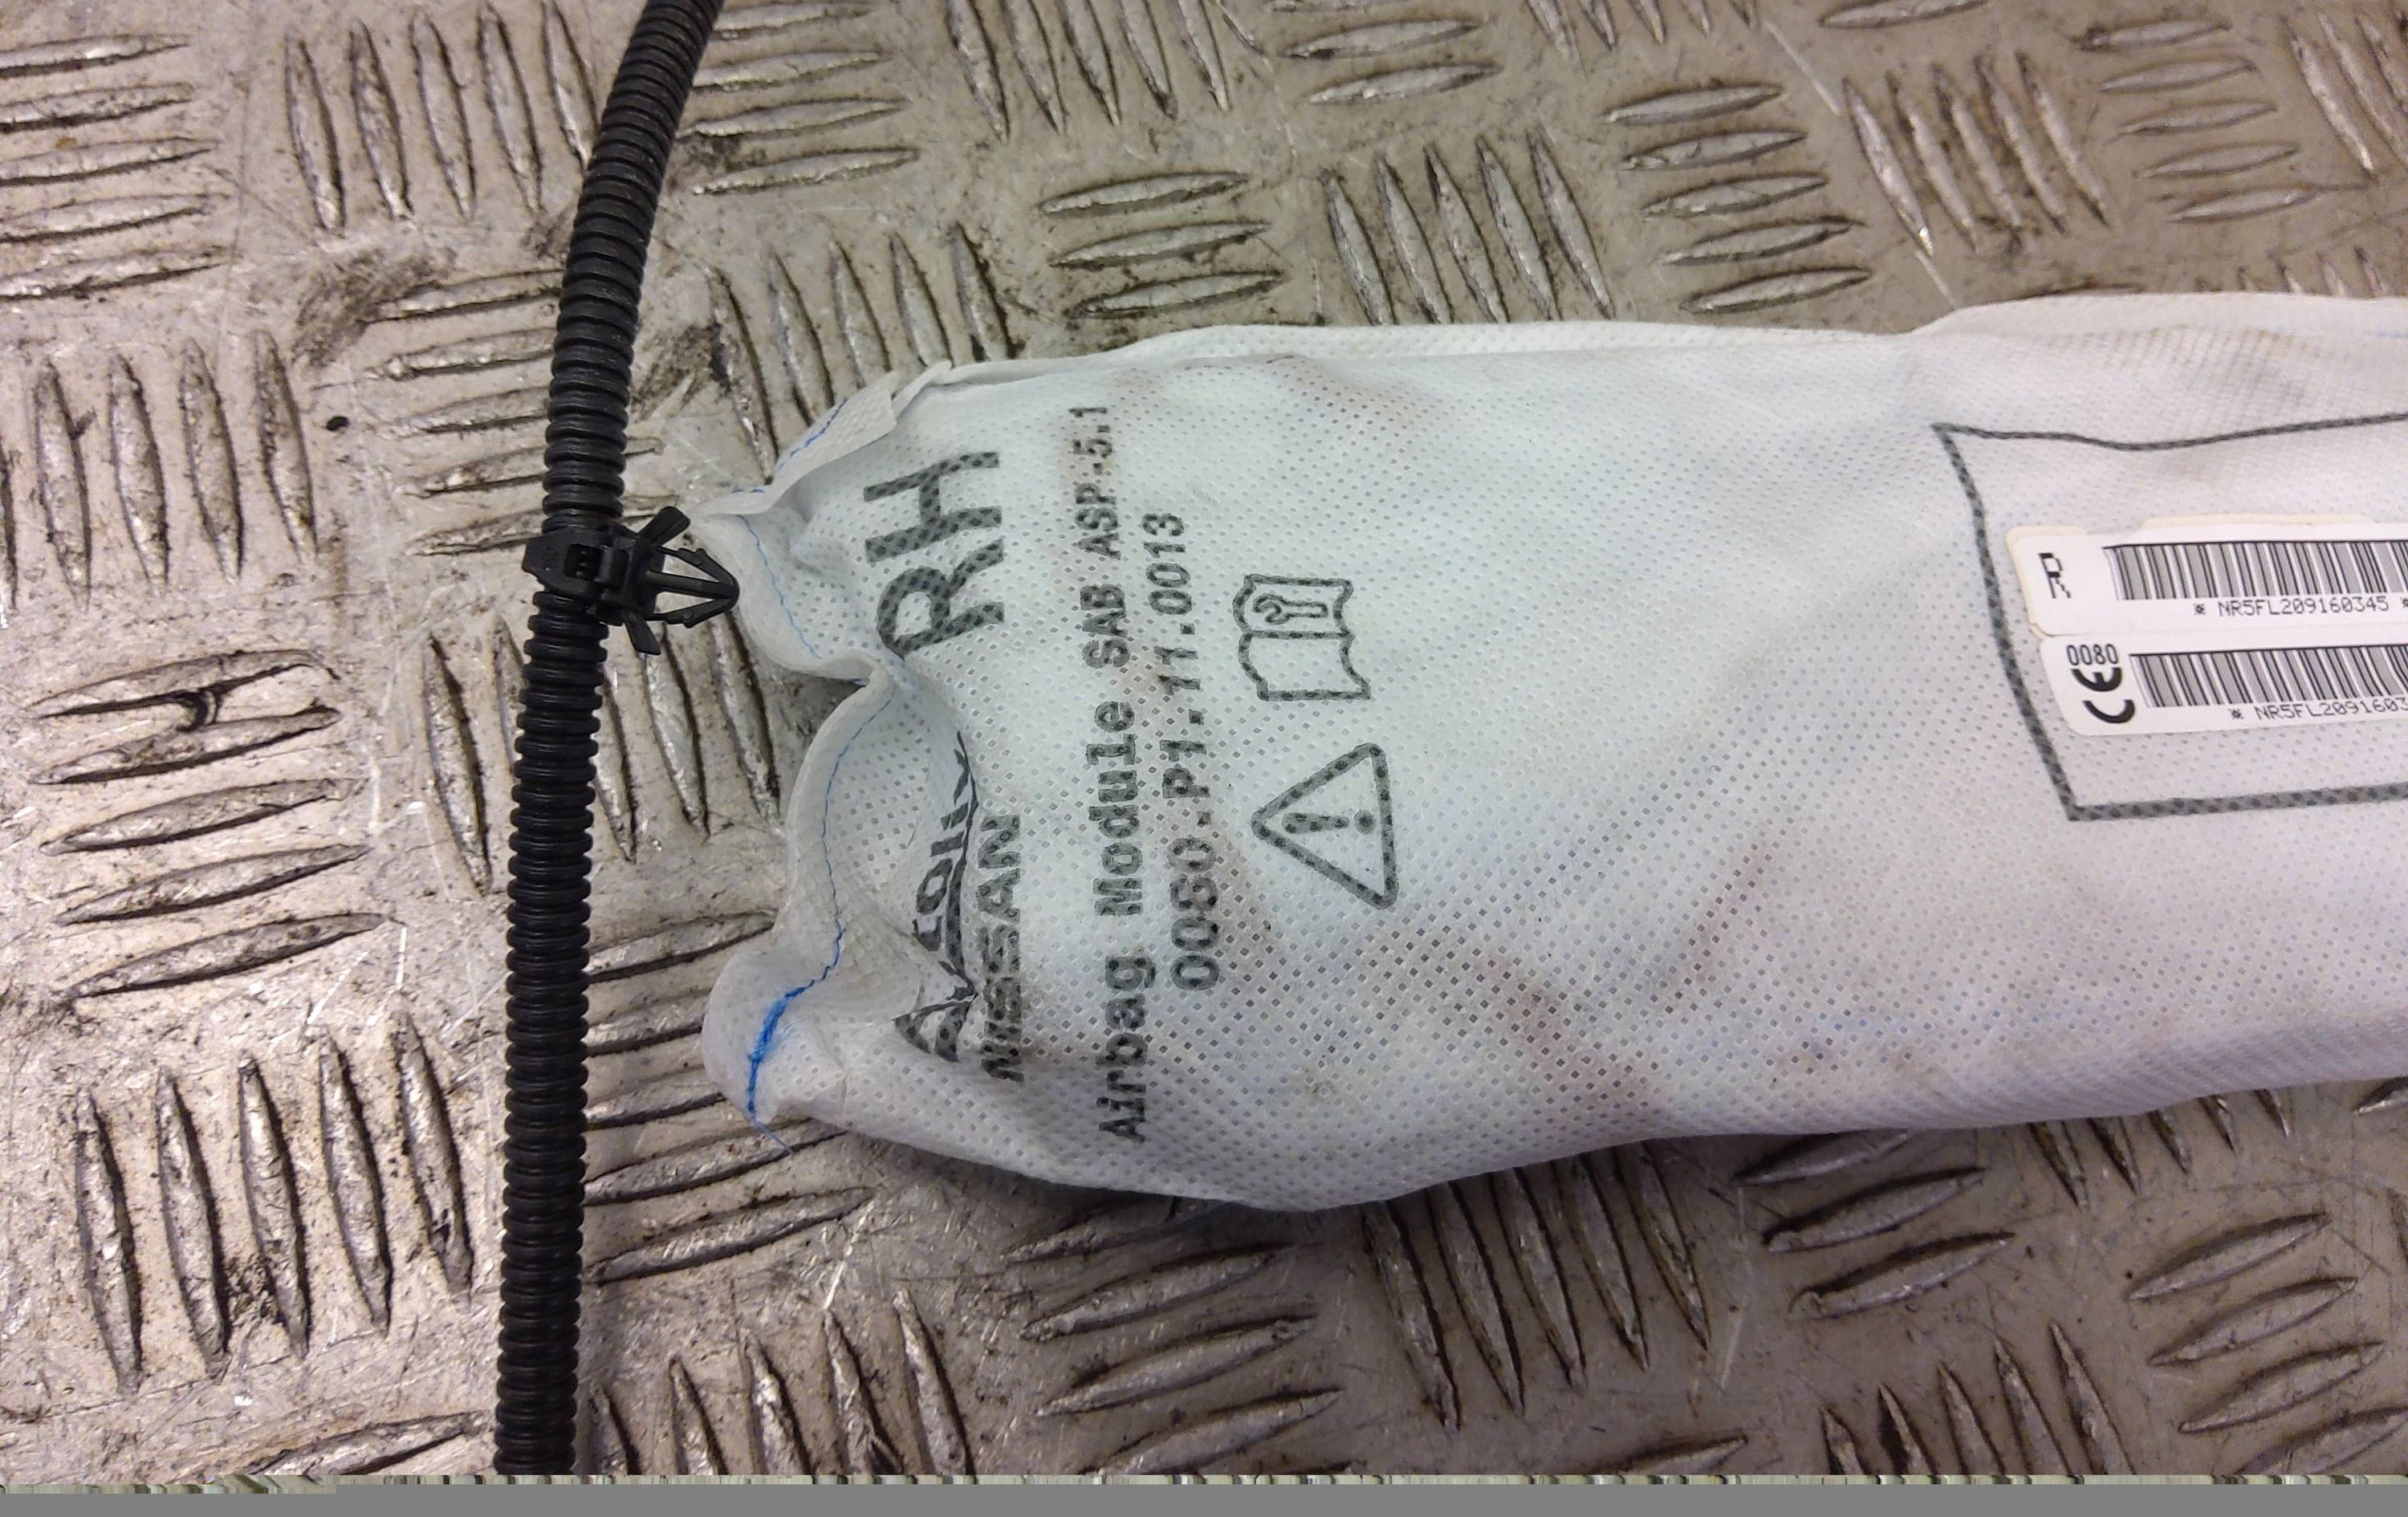 RH
NISSAN
Airbag Module SAB ASP-5.1
0080.P1.11.0013
NR5FL209160345
0080
CE